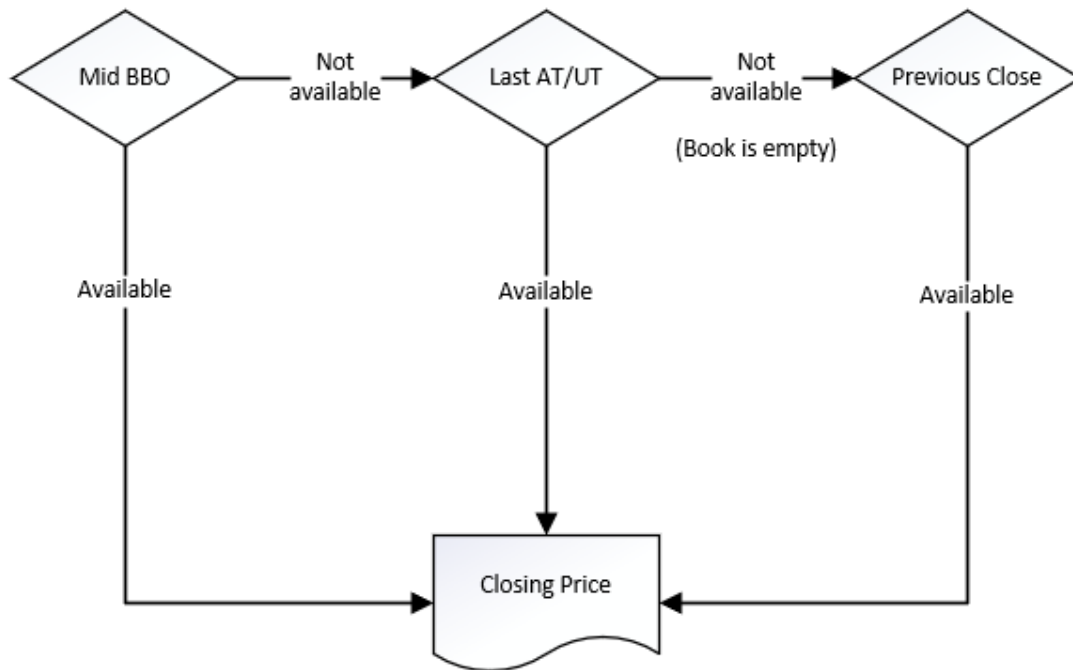 Mid BBO
Not
available
Last AT/UT
Not
available
(Book is empty)
Previous Close
Available
Available
Available
Closing Price